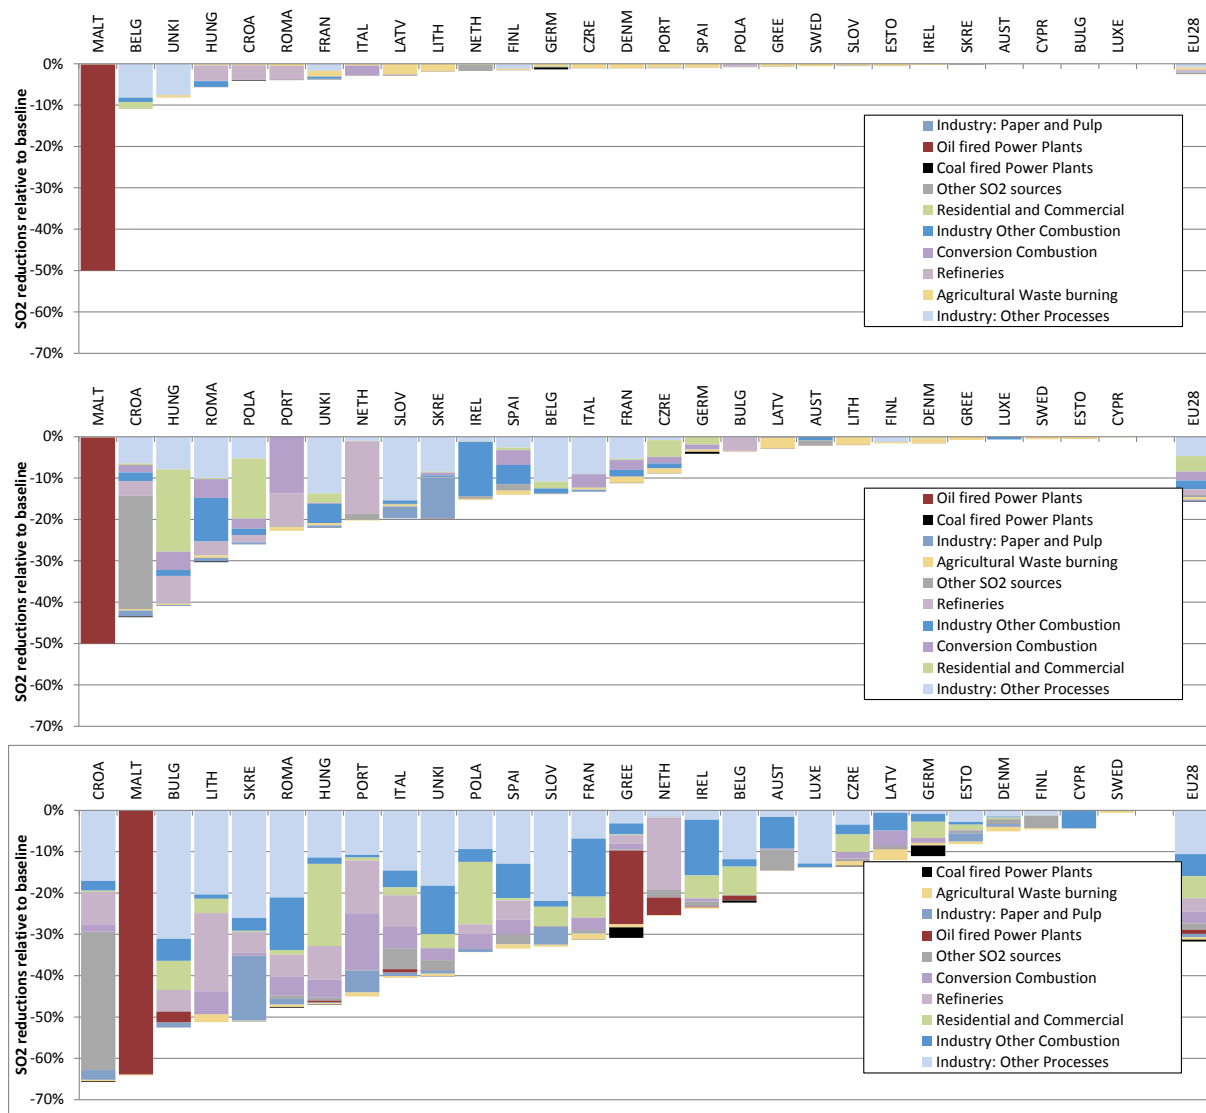 MALT BELG UNKI HUNG CROA ROMA FRAN ITAL LATV LITH NETH FINL GERM CZRE DENM PORT SPAI POLA GREE SWED SLOV ESTO IREL SKRE AUST CYPR BULG LUXE EU28
SO2 reductions relative to baseline
0%
-10%
-20%
-30%
-40%
-50%
-60%
-70%
Industry: Paper and Pulp
Oil fired Power Plants
Coal fired Power Plants
Other SO2 sources
Residential and Commercial
Industry Other Combustion
Conversion Combustion
Refineries
Agricultural Waste burning
Industry: Other Processes
MALT CROA HUNG ROMA POLA PORT UNKI NETH SLOV SKRE IREL SPAI BELG ITAL FRAN CZRE GERM BULG LATV AUST LITH FINL DENM GREE LUXE SWED ESTO CYPR EU28
SO2 reductions relative to baseline
0%
-10%
-20%
-30%
-40%
-50%
-60%
-70%
Oil fired Power Plants
Coal fired Power Plants
Industry: Paper and Pulp
Agricultural Waste burning
Other SO2 sources
Refineries
Industry Other Combustion
Conversion Combustion
Residential and Commercial
Industry: Other Processes
CROA MALT BULG LITH SKRE ROMA HUNG PORT ITAL UNKI POLA SPAI SLOV FRAN GREE NETH IREL BELG AUST LUXE CZRE LATV GERM ESTO DENM FINL CYPR SWED EU28
SO2 reductions relative to baseline
0%
-10%
-20%
-30%
-40%
-50%
-60%
-70%
Coal fired Power Plants
Agricultural Waste burning
Industry: Paper and Pulp
Oil fired Power Plants
Other SO2 sources
Conversion Combustion
Refineries
Residential and Commercial
Industry Other Combustion
Industry: Other Processes